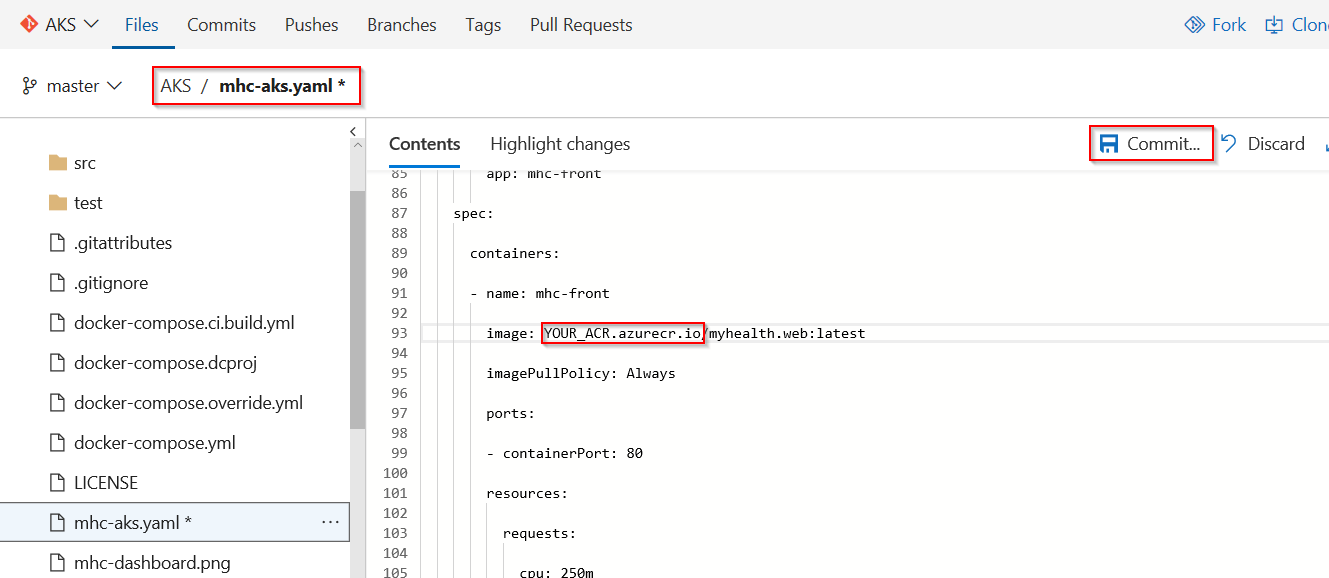 AKS Files Commits Pushes Branches Tags Pull Requests Fork Clon
master AKS / mhc-aks.yaml *
Contents Highlight changes Commit... Discard
src
test
.gitattributes
.gitignore
docker-compose.ci.build.yml
docker-compose.dcproj
docker-compose.override.yml
docker-compose.yml
LICENSE
mhc-aks.yaml * ...
mhc-dashboard.png
85 app: mhc-front
86
87 spec:
88
89 containers:
90
91 - name: mhc-front
92
93 image: YOUR_ACR.azurecr.io/myhealth.web:latest
94
95 imagePullPolicy: Always
96
97 ports:
98
99 - containerPort: 80
100
101 resources:
102
103 requests:
104
105 cpu: 250m